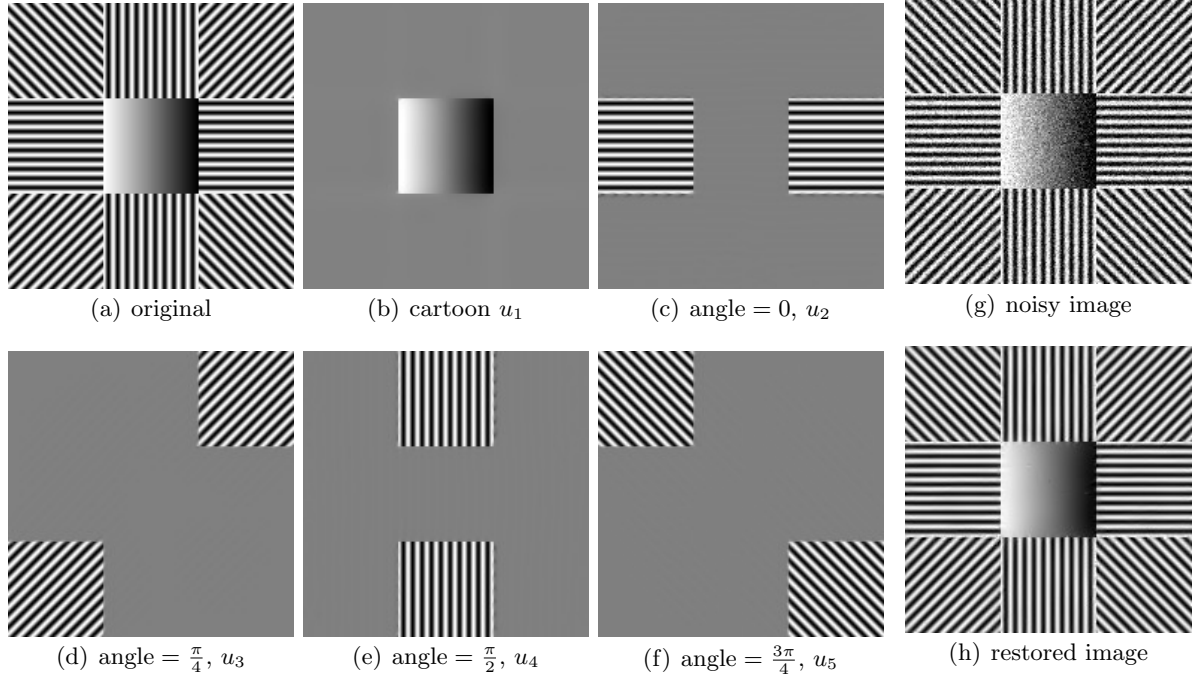 (a) original
(b) cartoon u₁
(c) angle = 0, u₂
(g) noisy image
(d) angle = π/4, u₃
(e) angle = π/2, u₄
(f) angle = 3π/4, u₅
(h) restored image